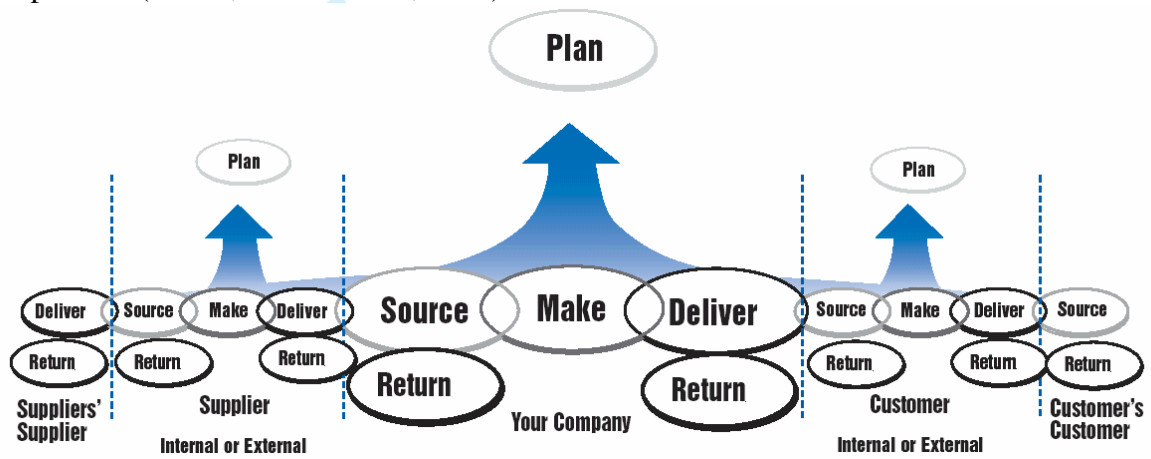 Plan
Plan
Plan
Deliver
Source
Make
Deliver
Source
Make
Deliver
Source
Make
Deliver
Source
Return
Return
Return
Return
Return
Return
Return
Return
Suppliers'
Supplier
Supplier
Internal or External
Your Company
Customer
Internal or External
Customer's
Customer